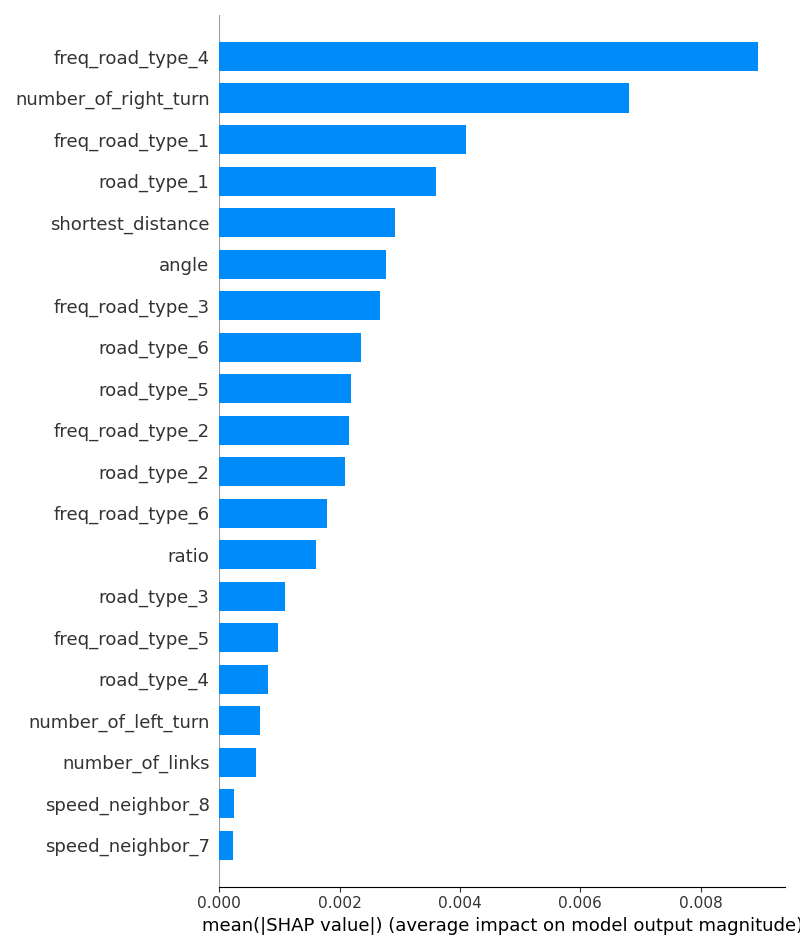 freq_road_type_4
number_of_right_turn
freq_road_type_1
road_type_1
shortest_distance
angle
freq_road_type_3
road_type_6
road_type_5
freq_road_type_2
road_type_2
freq_road_type_6
ratio
road_type_3
freq_road_type_5
road_type_4
number_of_left_turn
number_of_links
speed_neighbor_8
speed_neighbor_7
0.000 0.002 0.004 0.006 0.008
mean(|SHAP value|) (average impact on model output magnitude)